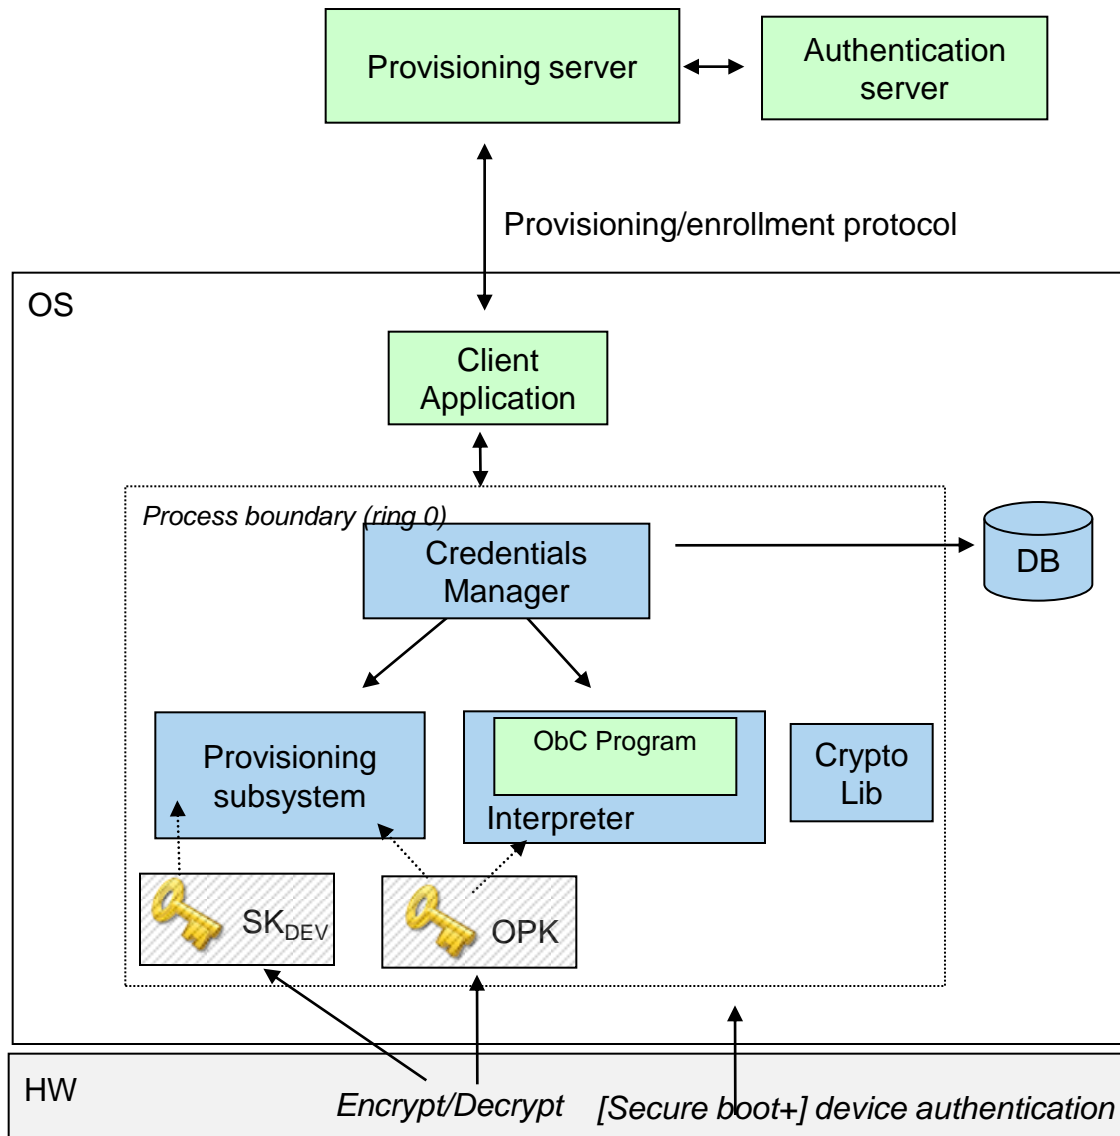 Provisioning server
Authentication
server
Provisioning/enrollment protocol
OS
Client
Application
Process boundary (ring 0)
Credentials
Manager
DB
ObC Program
Provisioning
subsystem
Crypto
Lib
Interpreter
SKDEV
OPK
HW
Encrypt/Decrypt
[Secure boot+] device authentication